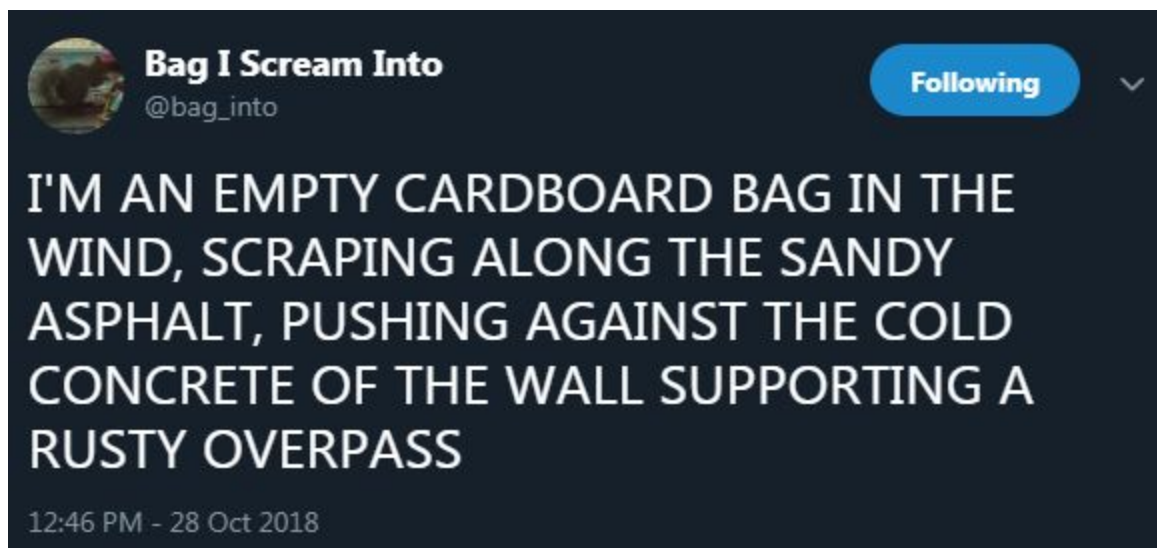 Bag I Scream Into
@bag_into
Following
I'M AN EMPTY CARDBOARD BAG IN THE
WIND, SCRAPING ALONG THE SANDY
ASPHALT, PUSHING AGAINST THE COLD
CONCRETE OF THE WALL SUPPORTING A
RUSTY OVERPASS
12:46 PM - 28 Oct 2018